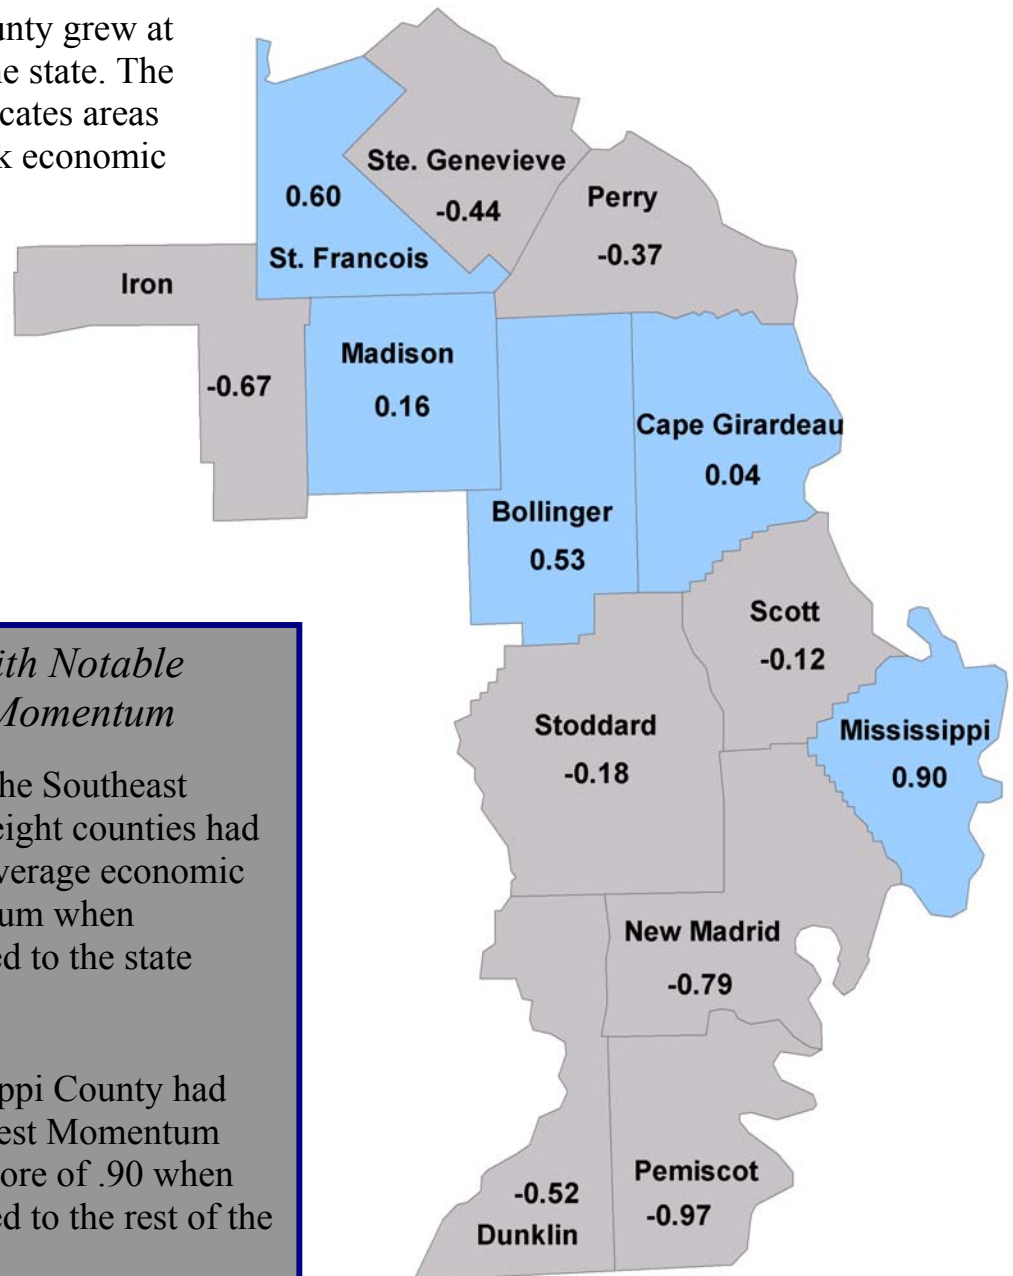 unty grew at
ne state. The
cates areas
k economic
Ste. Genevieve
-0.44
Perry
-0.37
0.60
St. Francois
Iron
-0.67
Madison
0.16
Cape Girardeau
0.04
Bollinger
0.53
Scott
-0.12
Mississippi
0.90
Stoddard
-0.18
New Madrid
-0.79
-0.52
Dunklin
Pemiscot
-0.97
ith Notable
Momentum
he Southeast
eight counties had
verage economic
um when
ed to the state
ppi County had
est Momentum
ore of .90 when
ed to the rest of the